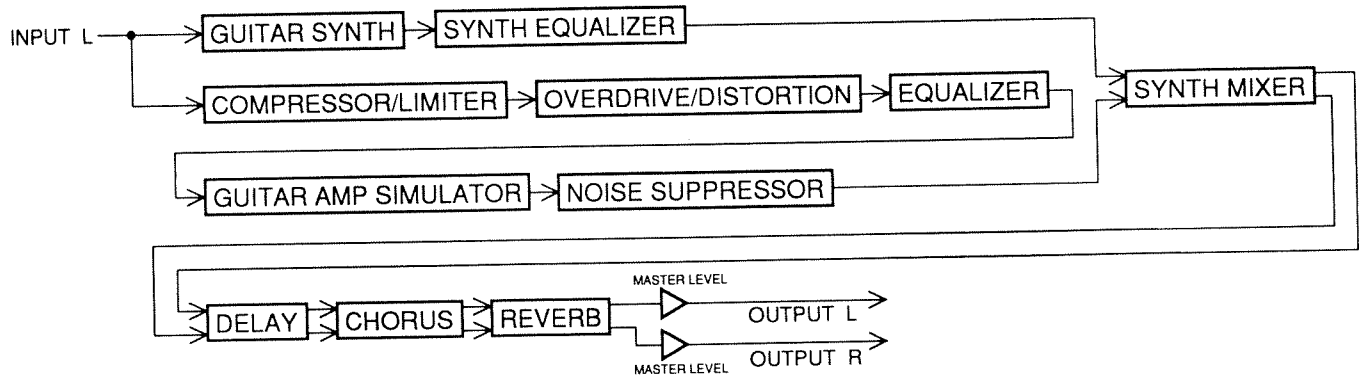 INPUT L
GUITAR SYNTH
SYNTH EQUALIZER
COMPRESSOR/LIMITER
OVERDRIVE/DISTORTION
EQUALIZER
SYNTH MIXER
GUITAR AMP SIMULATOR
NOISE SUPPRESSOR
DELAY
CHORUS
REVERB
MASTER LEVEL
OUTPUT L
MASTER LEVEL
OUTPUT R